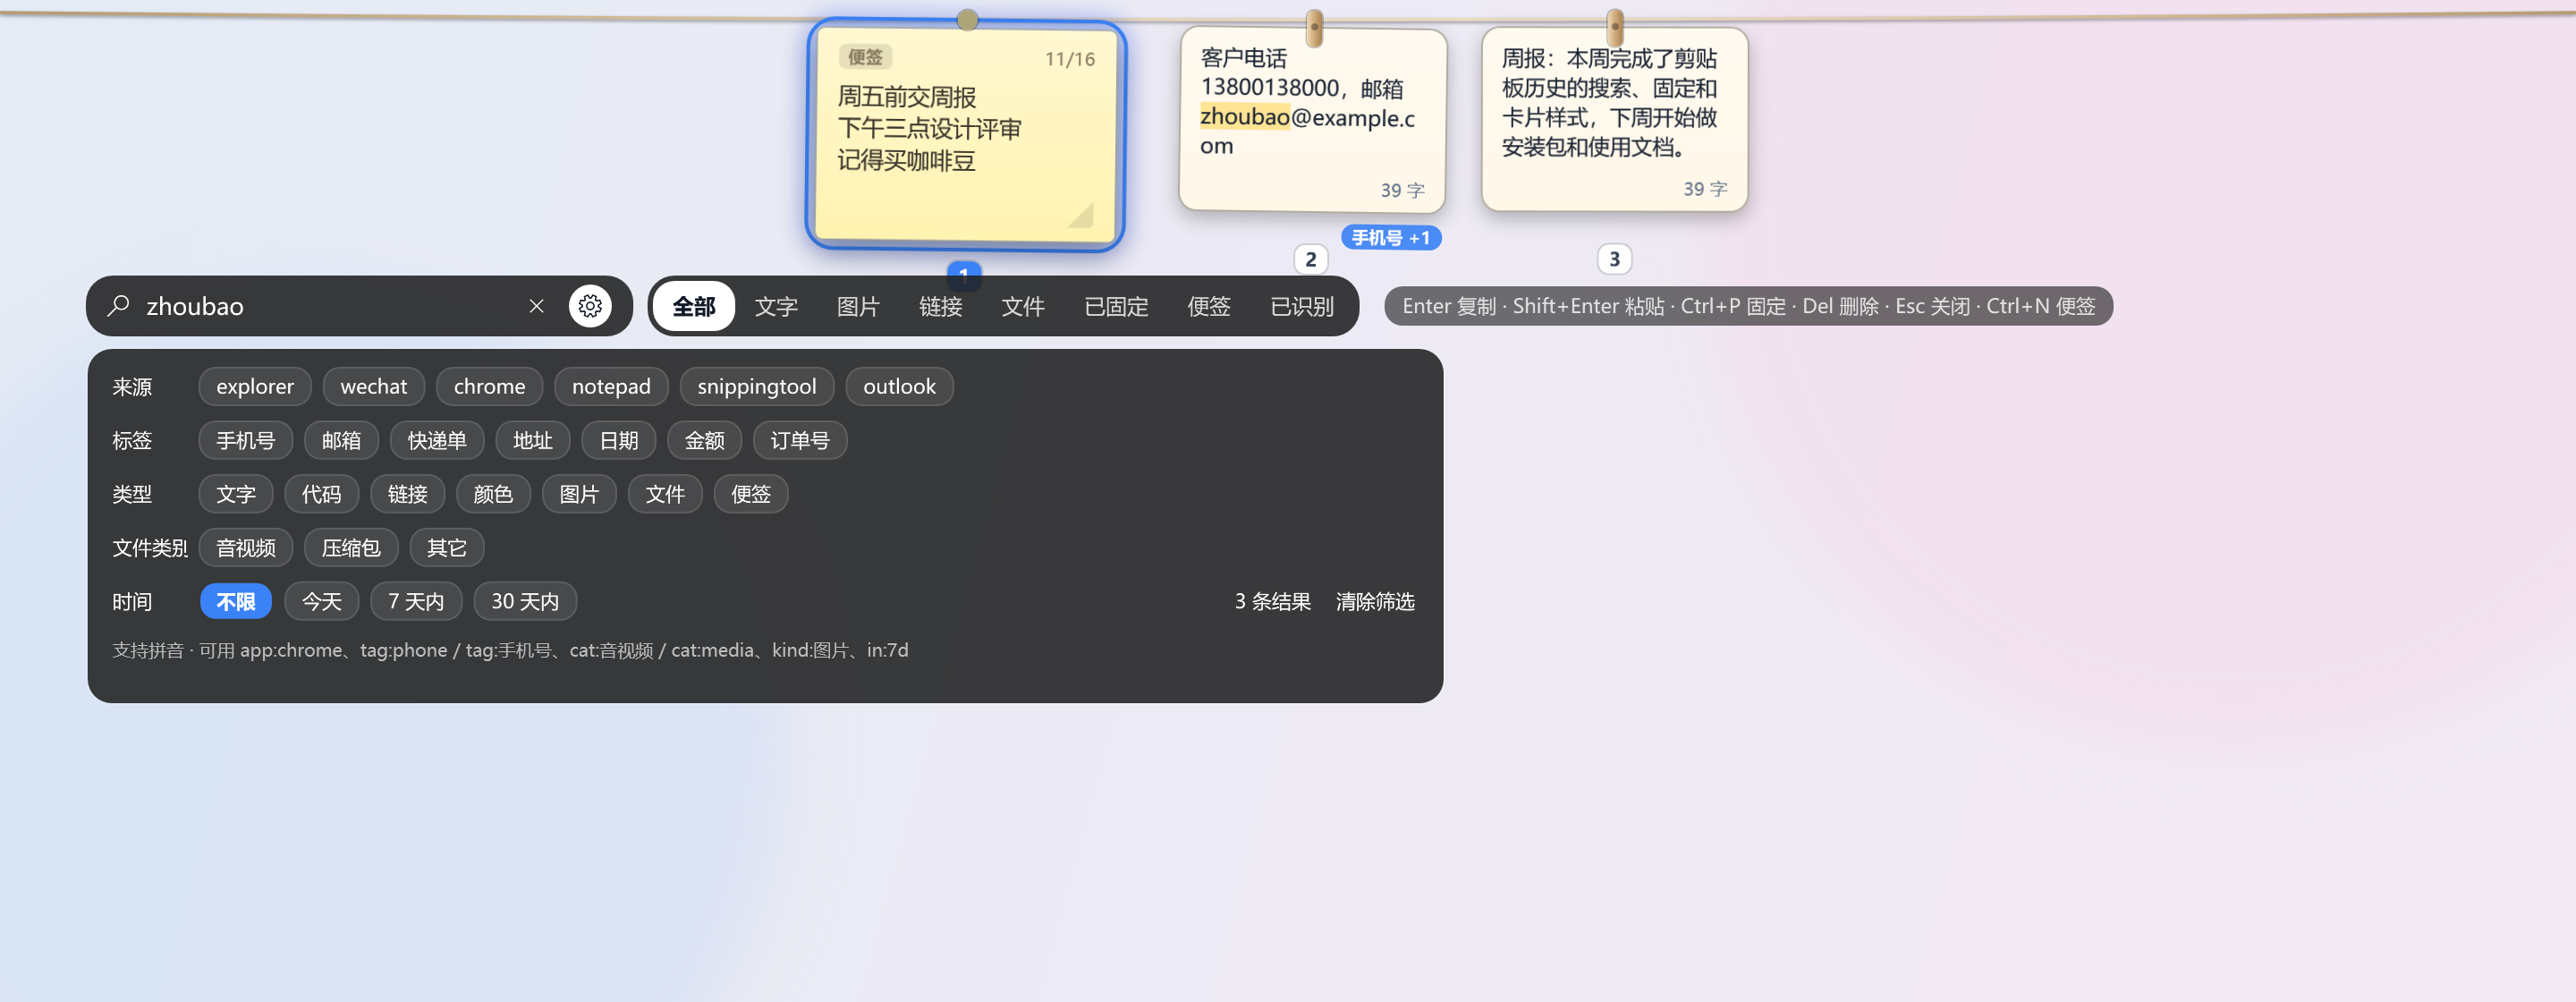 便签
11/16
周五前交周报
下午三点设计评审
记得买咖啡豆
1
客户电话
13800138000，邮箱
zhoubao@example.c
om
39 字
手机号 +1
2
周报：本周完成了剪贴
板历史的搜索、固定和
卡片样式，下周开始做
安装包和使用文档。
39 字
3
zhoubao
全部 文字 图片 链接 文件 已固定 便签 已识别
Enter 复制 · Shift+Enter 粘贴 · Ctrl+P 固定 · Del 删除 · Esc 关闭 · Ctrl+N 便签
来源 explorer wechat chrome notepad snippingtool outlook
标签 手机号 邮箱 快递单 地址 日期 金额 订单号
类型 文字 代码 链接 颜色 图片 文件 便签
文件类别 音视频 压缩包 其它
时间 不限 今天 7 天内 30 天内 3 条结果 清除筛选
支持拼音 · 可用 app:chrome、tag:phone / tag:手机号、cat:音视频 / cat:media、kind:图片、in:7d